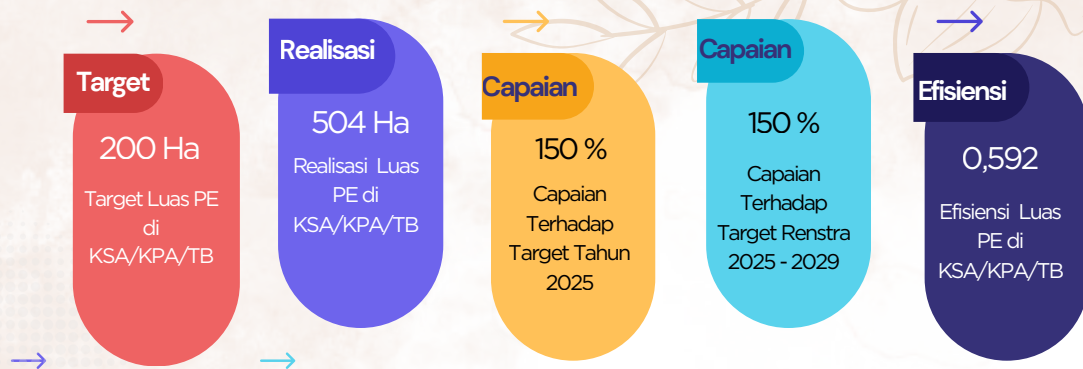 Target
200 Ha
Target Luas PE
di
KSA/KPA/TB
Realisasi
504 Ha
Realisasi Luas
PE di
KSA/KPA/TB
Capaian
150 %
Capaian
Terhadap
Target Tahun
2025
Capaian
150 %
Capaian
Terhadap
Target Renstra
2025 - 2029
Efisiensi
0,592
Efisiensi Luas
PE di
KSA/KPA/TB